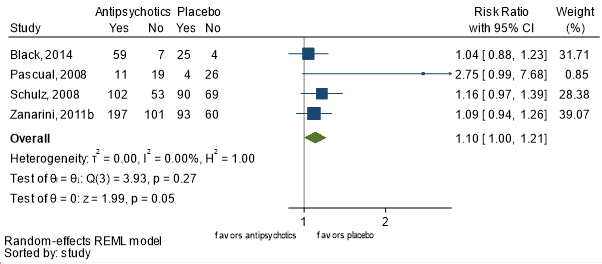 Antipsychotics Placebo Risk Ratio Weight
Study Yes No Yes No with 95% CI (%)
Black, 2014 59 7 25 4 1.04 [ 0.88, 1.23] 31.71
Pascual, 2008 11 19 4 26 2.75 [ 0.99, 7.68] 0.85
Schulz, 2008 102 53 90 69 1.16 [ 0.97, 1.39] 28.38
Zanarini, 2011b 197 101 93 60 1.09 [ 0.94, 1.26] 39.07
Overall 1.10 [ 1.00, 1.21]
Heterogeneity: τ² = 0.00, I² = 0.00%, H² = 1.00
Test of θᵢ = θⱼ: Q(3) = 3.93, p = 0.27
Test of θ = 0: z = 1.99, p = 0.05
1 2
favors antipsychotics favors placebo
Random-effects REML model
Sorted by: study